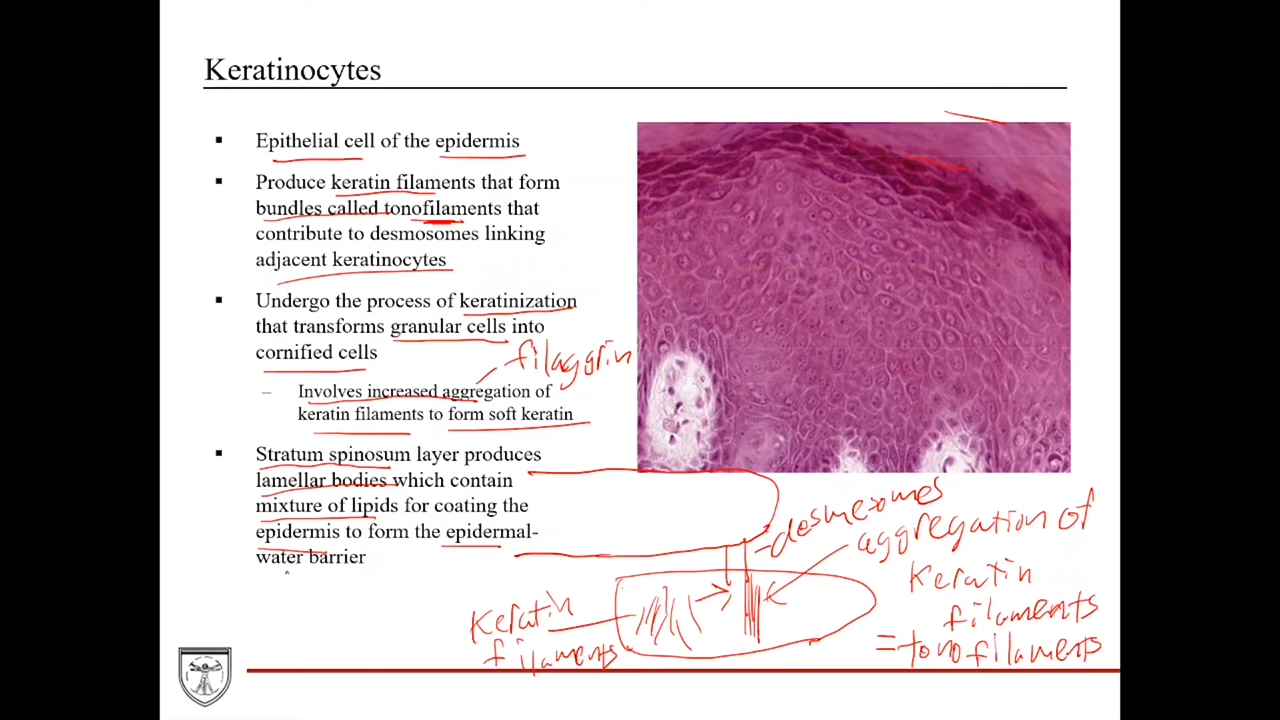 Keratinocytes
▪ Epithelial cell of the epidermis
▪ Produce keratin filaments that form
bundles called tonofilaments that
contribute to desmosomes linking
adjacent keratinocytes
▪ Undergo the process of keratinization
that transforms granular cells into
cornified cells
filaggrin
– Involves increased aggregation of
keratin filaments to form soft keratin
▪ Stratum spinosum layer produces
lamellar bodies which contain
mixture of lipids for coating the
epidermis to form the epidermal-
water barrier
desmosomes
aggregation of
keratin
filaments
= tonofilaments
Keratin
filaments